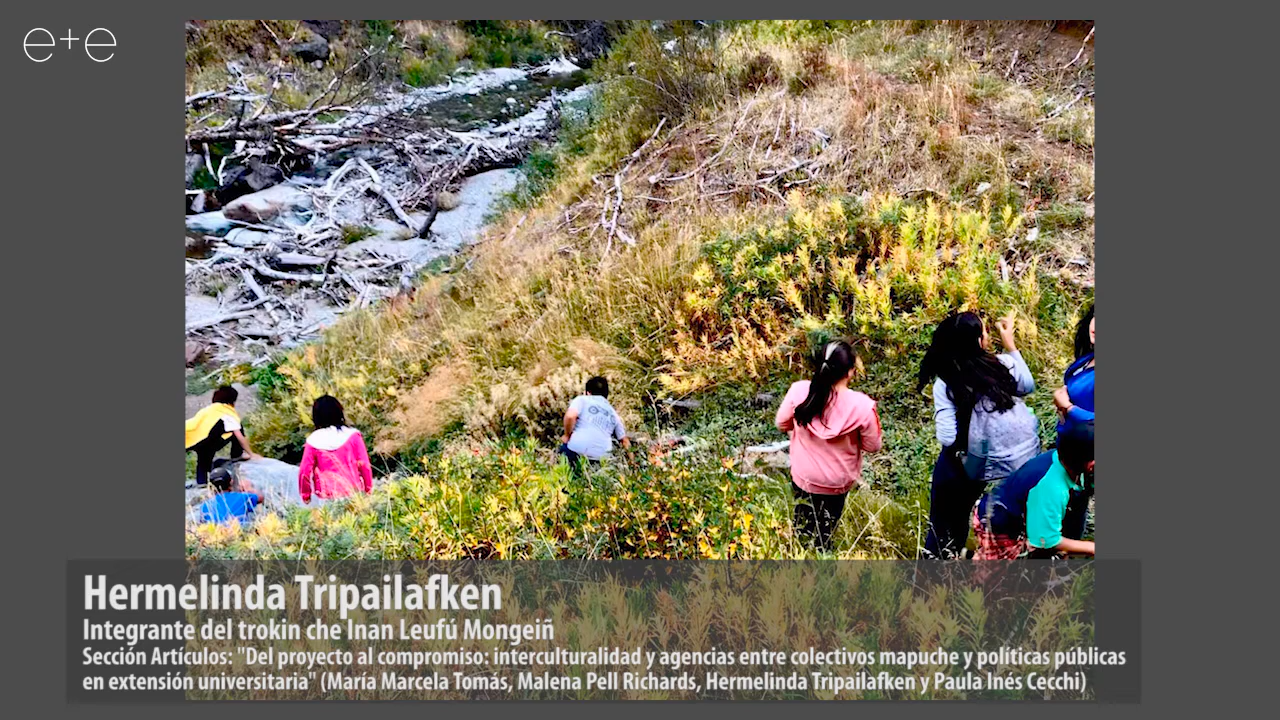 e+e
Hermelinda Tripailafken
Integrante del trokin che Inan Leufú Mongeiñ
Sección Artículos: "Del proyecto al compromiso: interculturalidad y agencias entre colectivos mapuche y políticas públicas
en extensión universitaria" (María Marcela Tomás, Malena Pell Richards, Hermelinda Tripailafken y Paula Inés Cecchi)